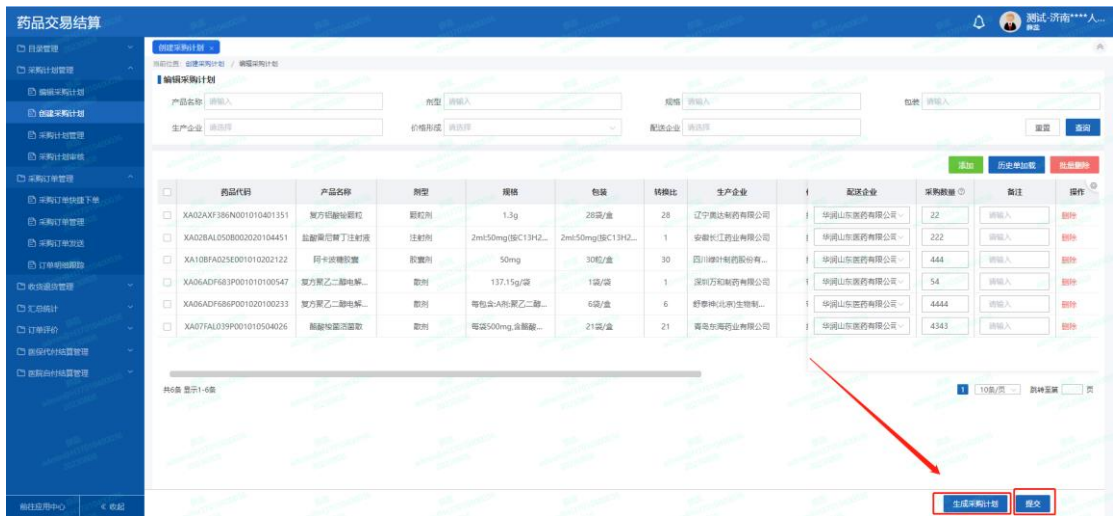 药品交易结算
测试-济南****人...
目录管理
采购计划管理
编辑采购计划
创建采购计划
采购计划管理
采购计划审核
采购订单管理
采购订单快捷下单
采购订单管理
采购订单发送
订单明细跟踪
收货退货管理
汇总统计
订单评价
医保代付结算管理
医院自付结算管理
前往应用中心
« 收起
创建采购计划 ×
当前位置: 创建采购计划 / 编辑采购计划
编辑采购计划
产品名称 请输入 剂型 请输入 规格 请输入 包装 请输入
生产企业 请选择 价格形成 请选择 配送企业 请选择 重置 查询
添加 历史单加载 批量删除
药品代码 产品名称 剂型 规格 包装 转换比 生产企业 配送企业 采购数量 备注 操作
XA02AXF386N001010401351 复方铝酸铋颗粒 颗粒剂 1.3g 28袋/盒 28 辽宁奥达制药有限公司 华润山东医药有限公司 22 请输入 删除
XA02BAL050B002020104451 盐酸雷尼替丁注射液 注射剂 2ml:50mg(按C13H2... 2ml:50mg(按C13H2... 1 安徽长江药业有限公司 华润山东医药有限公司 222 请输入 删除
XA10BFA025E001010202122 阿卡波糖胶囊 胶囊剂 50mg 30粒/盒 30 四川绿叶制药股份有... 华润山东医药有限公司 444 请输入 删除
XA06ADF683P001010100547 复方聚乙二醇电解... 散剂 137.15g/袋 1袋/袋 1 深圳万和制药有限公司 华润山东医药有限公司 54 请输入 删除
XA06ADF686P001020100233 复方聚乙二醇电解... 散剂 每包含:A剂:聚乙二醇... 6袋/盒 6 舒泰神(北京)生物制... 华润山东医药有限公司 4444 请输入 删除
XA07FAL039P001010504026 酪酸梭菌活菌散 散剂 每袋500mg,含酪酸... 21袋/盒 21 青岛东海药业有限公司 华润山东医药有限公司 4343 请输入 删除
共6条 显示1-6条
1 10条/页 跳转至第 页
生成采购计划 提交